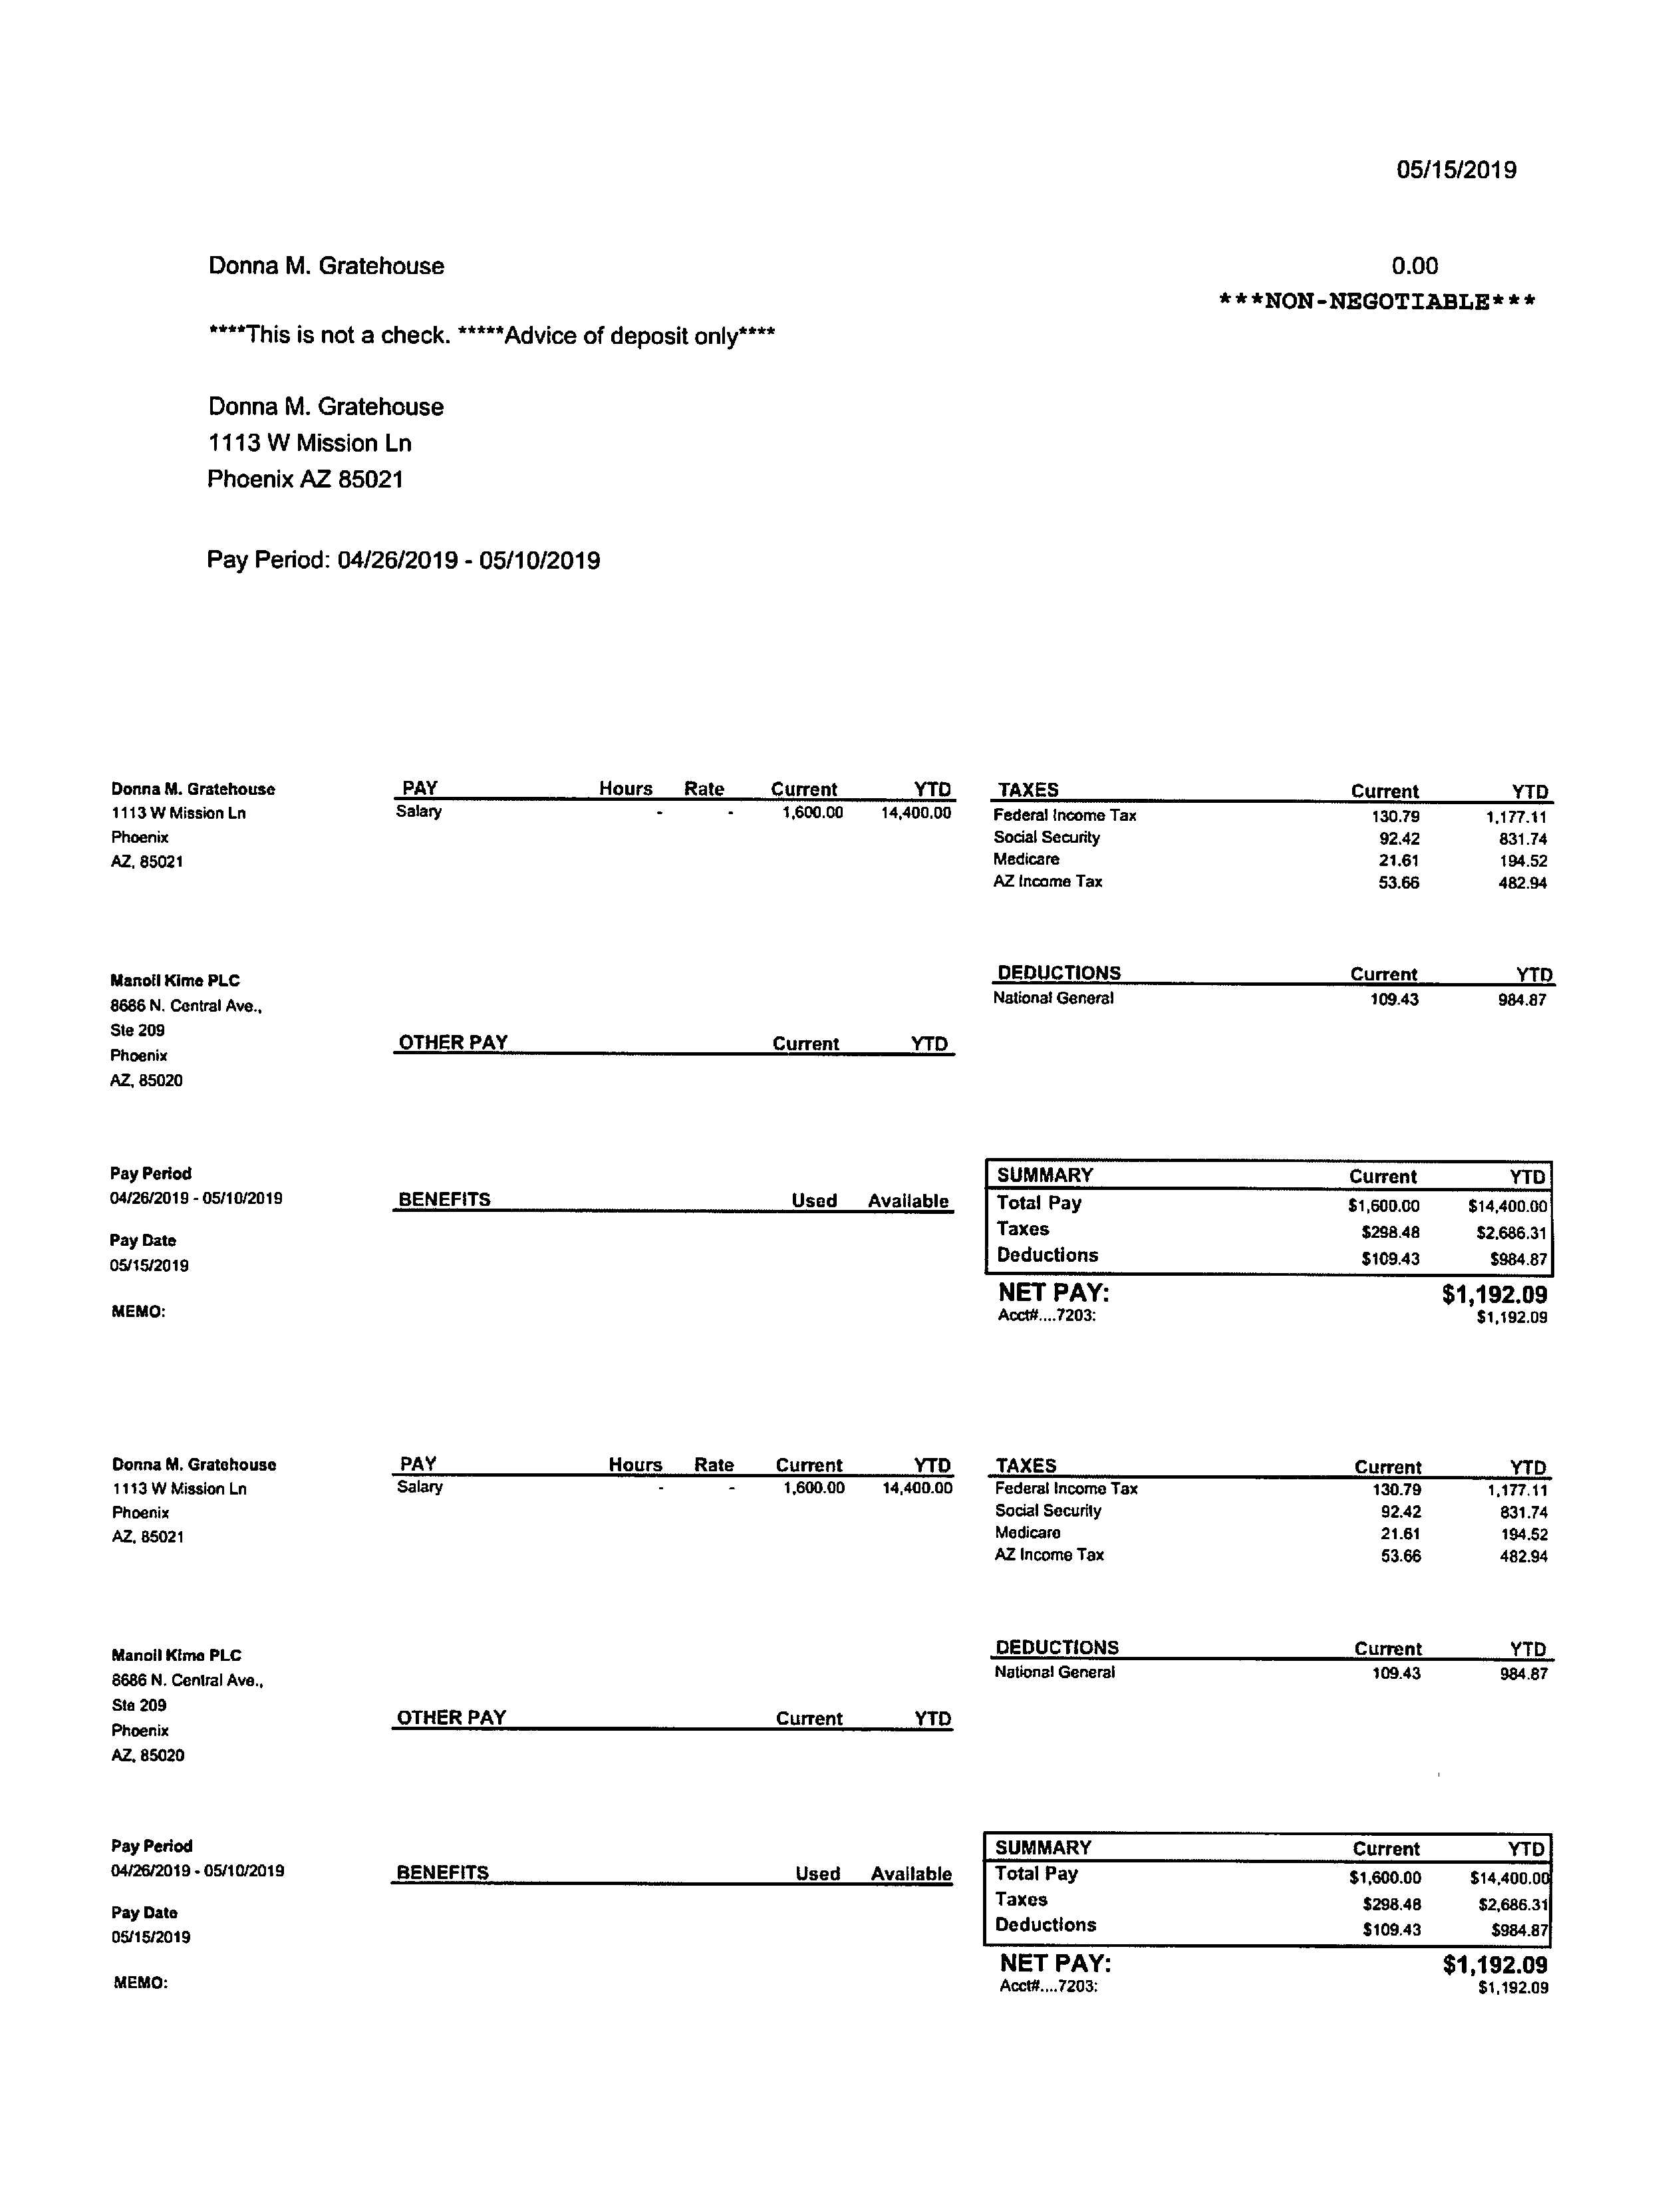 05/15/2019
Donna M. Gratehouse 0.00
***NON-NEGOTIABLE***
****This is not a check. *****Advice of deposit only****
Donna M. Gratehouse
1113 W Mission Ln
Phoenix AZ 85021
Pay Period: 04/26/2019 - 05/10/2019
Donna M. Gratehouse
1113 W Mission Ln
Phoenix
AZ, 85021
PAY Hours Rate Current YTD
Salary - - 1,600.00 14,400.00
TAXES Current YTD
Federal Income Tax 130.79 1,177.11
Social Security 92.42 831.74
Medicare 21.61 194.52
AZ Income Tax 53.66 482.94
Manoil Kime PLC
8686 N. Central Ave.,
Ste 209
Phoenix
AZ, 85020
DEDUCTIONS Current YTD
National General 109.43 984.87
OTHER PAY Current YTD
Pay Period
04/26/2019 - 05/10/2019
Pay Date
05/15/2019
MEMO:
BENEFITS Used Available
SUMMARY Current YTD
Total Pay $1,600.00 $14,400.00
Taxes $298.48 $2,686.31
Deductions $109.43 $984.87
NET PAY: $1,192.09
Acct#....7203: $1,192.09
Donna M. Gratehouse
1113 W Mission Ln
Phoenix
AZ, 85021
PAY Hours Rate Current YTD
Salary - - 1,600.00 14,400.00
TAXES Current YTD
Federal Income Tax 130.79 1,177.11
Social Security 92.42 831.74
Medicare 21.61 194.52
AZ Income Tax 53.66 482.94
Manoil Kime PLC
8686 N. Central Ave.,
Ste 209
Phoenix
AZ, 85020
DEDUCTIONS Current YTD
National General 109.43 984.87
OTHER PAY Current YTD
Pay Period
04/26/2019 - 05/10/2019
Pay Date
05/15/2019
MEMO:
BENEFITS Used Available
SUMMARY Current YTD
Total Pay $1,600.00 $14,400.00
Taxes $298.48 $2,686.31
Deductions $109.43 $984.87
NET PAY: $1,192.09
Acct#....7203: $1,192.09